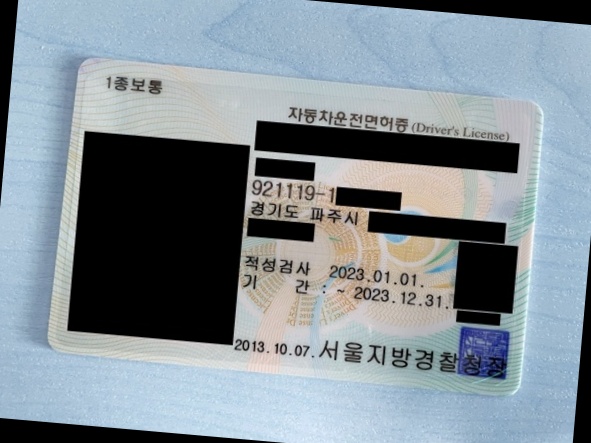 1종보통
자동차운전면허증 (Driver's License)
921119-1
경기도 파주시
적성검사 2023.01.01.
기 간 : ~ 2023.12.31.
2013.10.07. 서울지방경찰청장